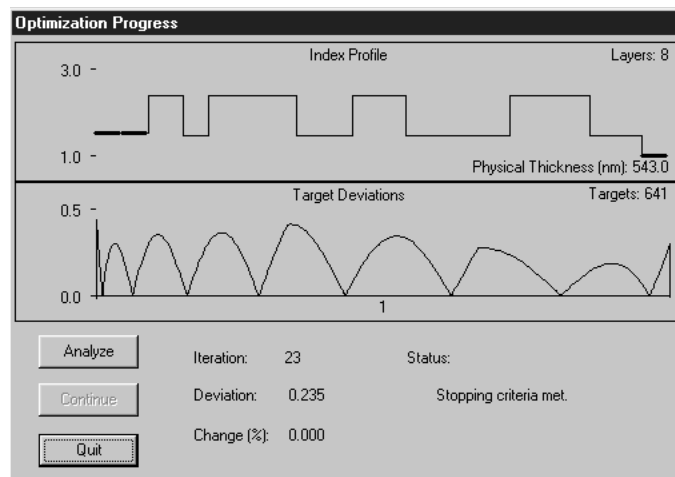 Optimization Progress
Index Profile Layers: 8
3.0
1.0
Physical Thickness (nm): 543.0
Target Deviations Targets: 641
0.5
0.0
1
Analyze
Iteration: 23 Status:
Continue
Deviation: 0.235 Stopping criteria met.
Change (%): 0.000
Quit